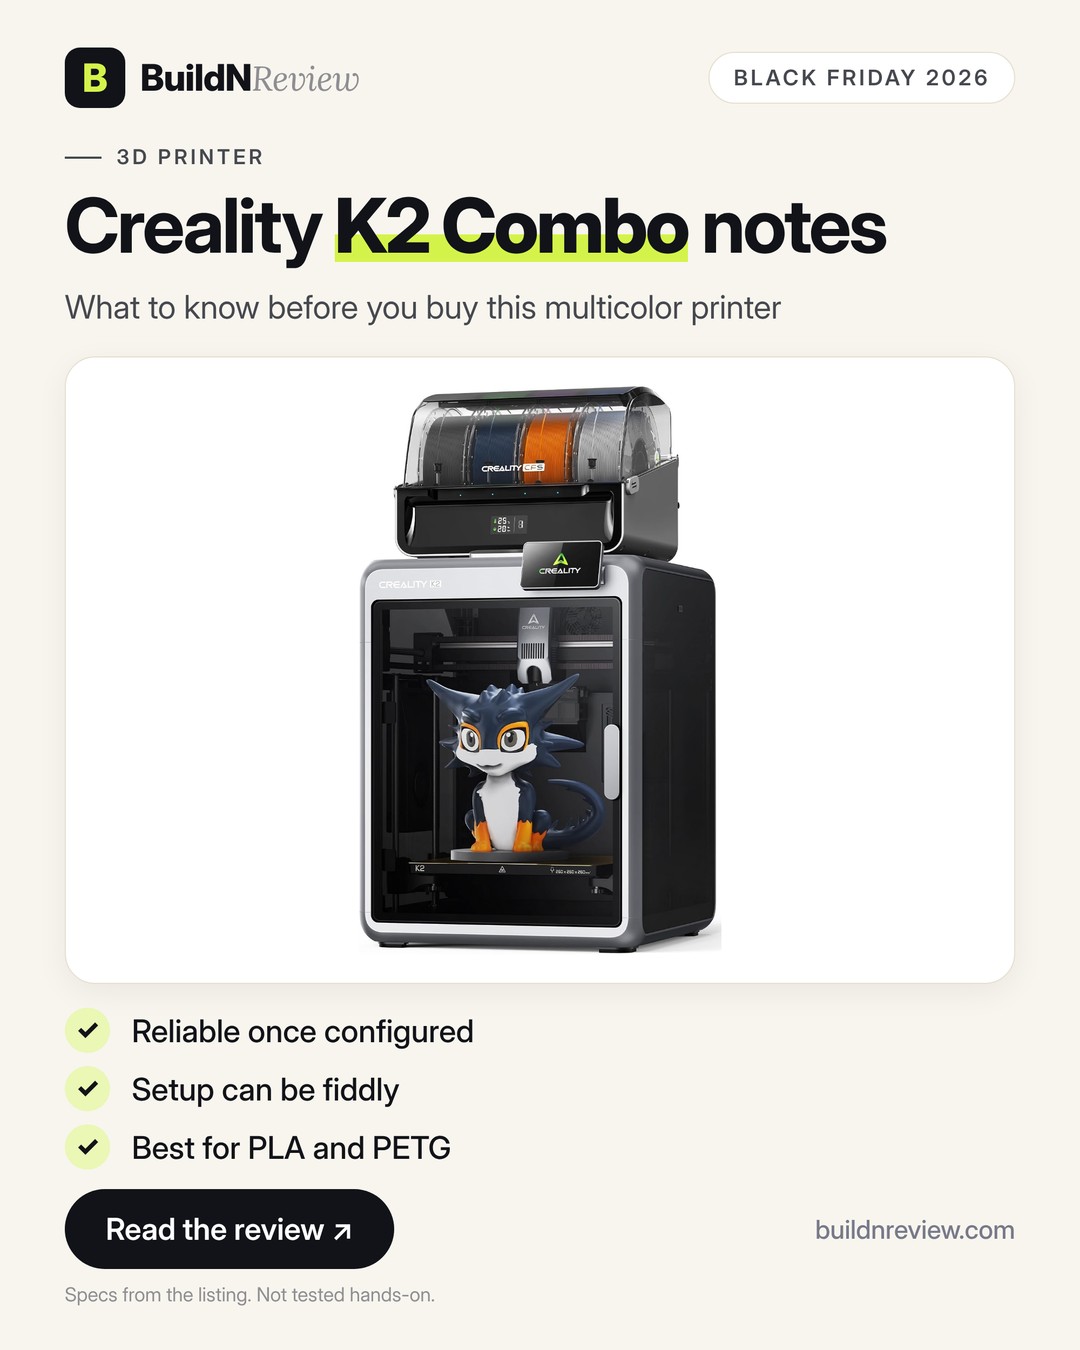 B BuildNReview
BLACK FRIDAY 2026
3D PRINTER
Creality K2 Combo notes
What to know before you buy this multicolor printer
CREALITY CFS
CREALITY
CREALITY
CREALITY
K2
Reliable once configured
Setup can be fiddly
Best for PLA and PETG
Read the review ↗
buildnreview.com
Specs from the listing. Not tested hands-on.